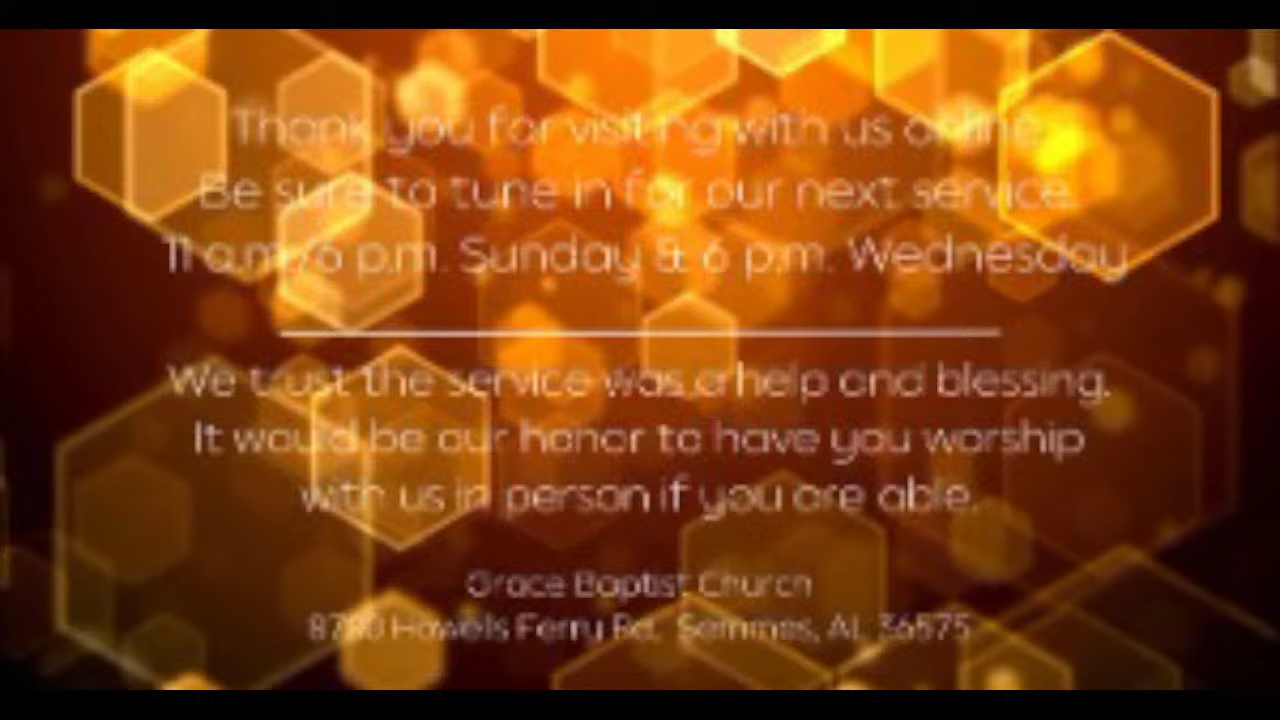 Thank you for visiting with us online.
Be sure to tune in for our next service.
11 a.m./6 p.m. Sunday & 6 p.m. Wednesday
We trust the service was a help and blessing.
It would be our honor to have you worship
with us in person if you are able.
Grace Baptist Church
Howells Ferry Rd. Semmes, AL 36575